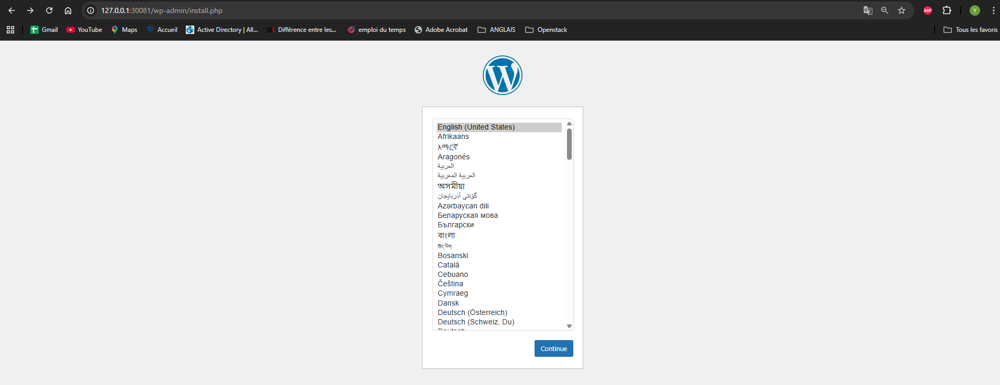 127.0.0.1:30081/wp-admin/install.php
ABP
Y
Gmail YouTube Maps Accueil Active Directory | All... Différence entre les... emploi du temps Adobe Acrobat ANGLAIS Openstack Tous les favoris
English (United States)
Afrikaans
አማርኛ
Aragonés
العربية
العربية المغربية
অসমীয়া
گؤنئی آذربایجان
Azərbaycan dili
Беларуская мова
Български
বাংলা
བོད་ཡིག
Bosanski
Català
Cebuano
Čeština
Cymraeg
Dansk
Deutsch (Österreich)
Deutsch (Schweiz, Du)
Deutsch
Continue